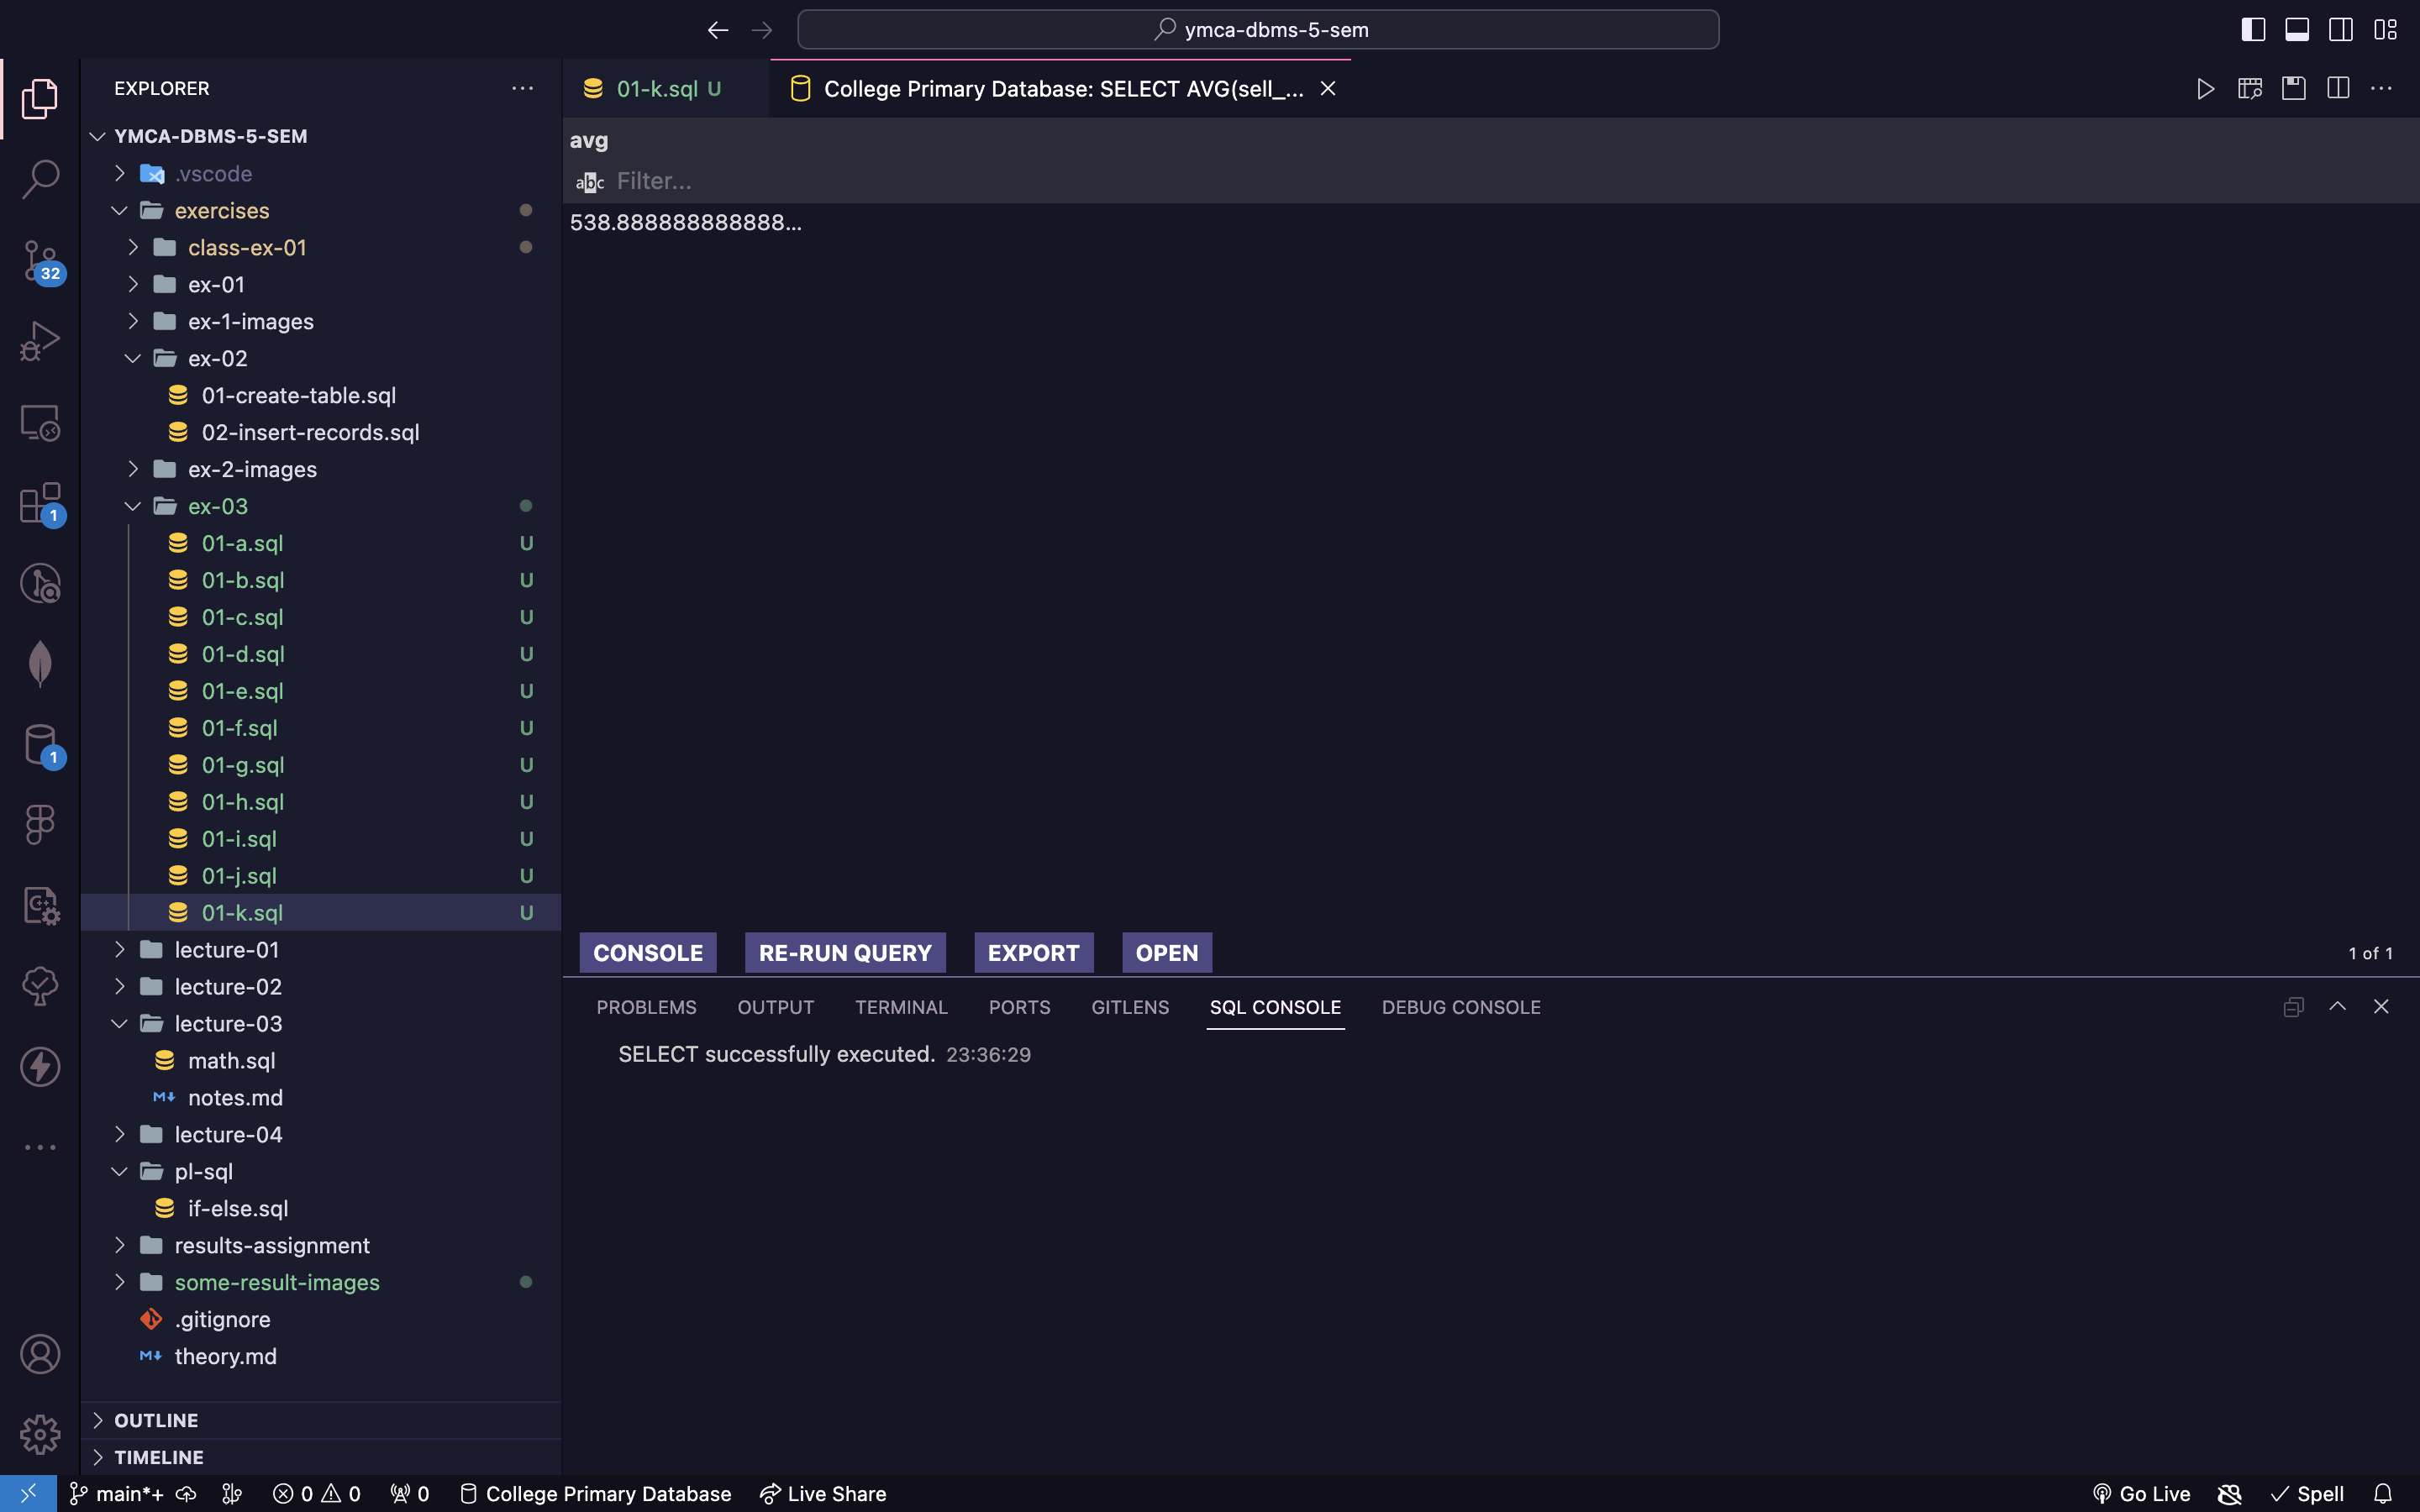 ymca-dbms-5-sem
EXPLORER
YMCA-DBMS-5-SEM
.vscode
exercises
class-ex-01
ex-01
ex-1-images
ex-02
01-create-table.sql
02-insert-records.sql
ex-2-images
ex-03
01-a.sql U
01-b.sql U
01-c.sql U
01-d.sql U
01-e.sql U
01-f.sql U
01-g.sql U
01-h.sql U
01-i.sql U
01-j.sql U
01-k.sql U
lecture-01
lecture-02
lecture-03
math.sql
M↓ notes.md
lecture-04
pl-sql
if-else.sql
results-assignment
some-result-images
.gitignore
M↓ theory.md
OUTLINE
TIMELINE
32
1
1
C++
01-k.sql U
College Primary Database: SELECT AVG(sell_...
avg
abc Filter...
538.888888888888...
CONSOLE RE-RUN QUERY EXPORT OPEN 1 of 1
PROBLEMS OUTPUT TERMINAL PORTS GITLENS SQL CONSOLE DEBUG CONSOLE
SELECT successfully executed. 23:36:29
main*+ 0 0 0 College Primary Database Live Share Go Live Spell